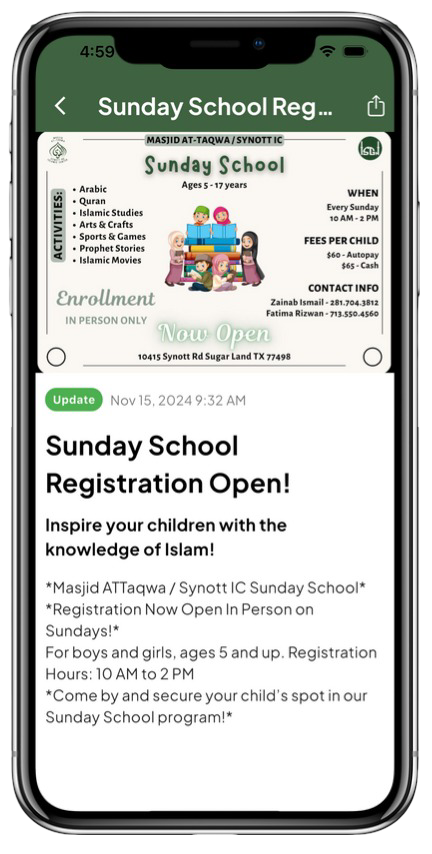 4:59
Sunday School Reg...
MASJID AT-TAQWA / SYNOTT IC
Sunday School
Ages 5 - 17 years
ACTIVITIES:
• Arabic
• Quran
• Islamic Studies
• Arts & Crafts
• Sports & Games
• Prophet Stories
• Islamic Movies
WHEN
Every Sunday
10 AM - 2 PM
FEES PER CHILD
$60 - Autopay
$65 - Cash
CONTACT INFO
Zainab Ismail - 281.704.3812
Fatima Rizwan - 713.550.4560
Enrollment
IN PERSON ONLY
Now Open
10415 Synott Rd Sugar Land TX 77498
Update
Nov 15, 2024 9:32 AM
Sunday School
Registration Open!
Inspire your children with the
knowledge of Islam!
*Masjid ATTaqwa / Synott IC Sunday School*
*Registration Now Open In Person on
Sundays!*
For boys and girls, ages 5 and up. Registration
Hours: 10 AM to 2 PM
*Come by and secure your child's spot in our
Sunday School program!*